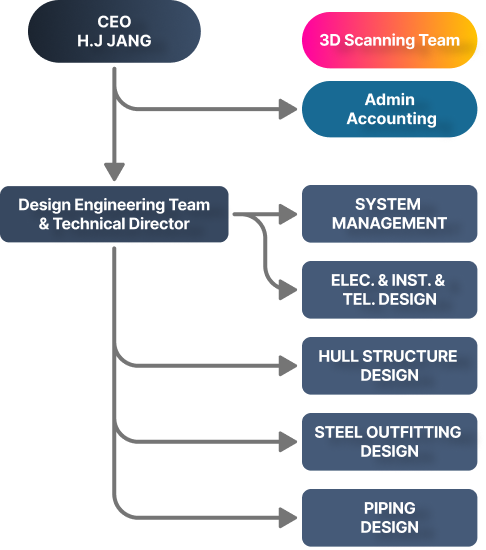 CEO
H.J JANG
3D Scanning Team
Admin
Accounting
Design Engineering Team
& Technical Director
SYSTEM
MANAGEMENT
ELEC. & INST. &
TEL. DESIGN
HULL STRUCTURE
DESIGN
STEEL OUTFITTING
DESIGN
PIPING
DESIGN